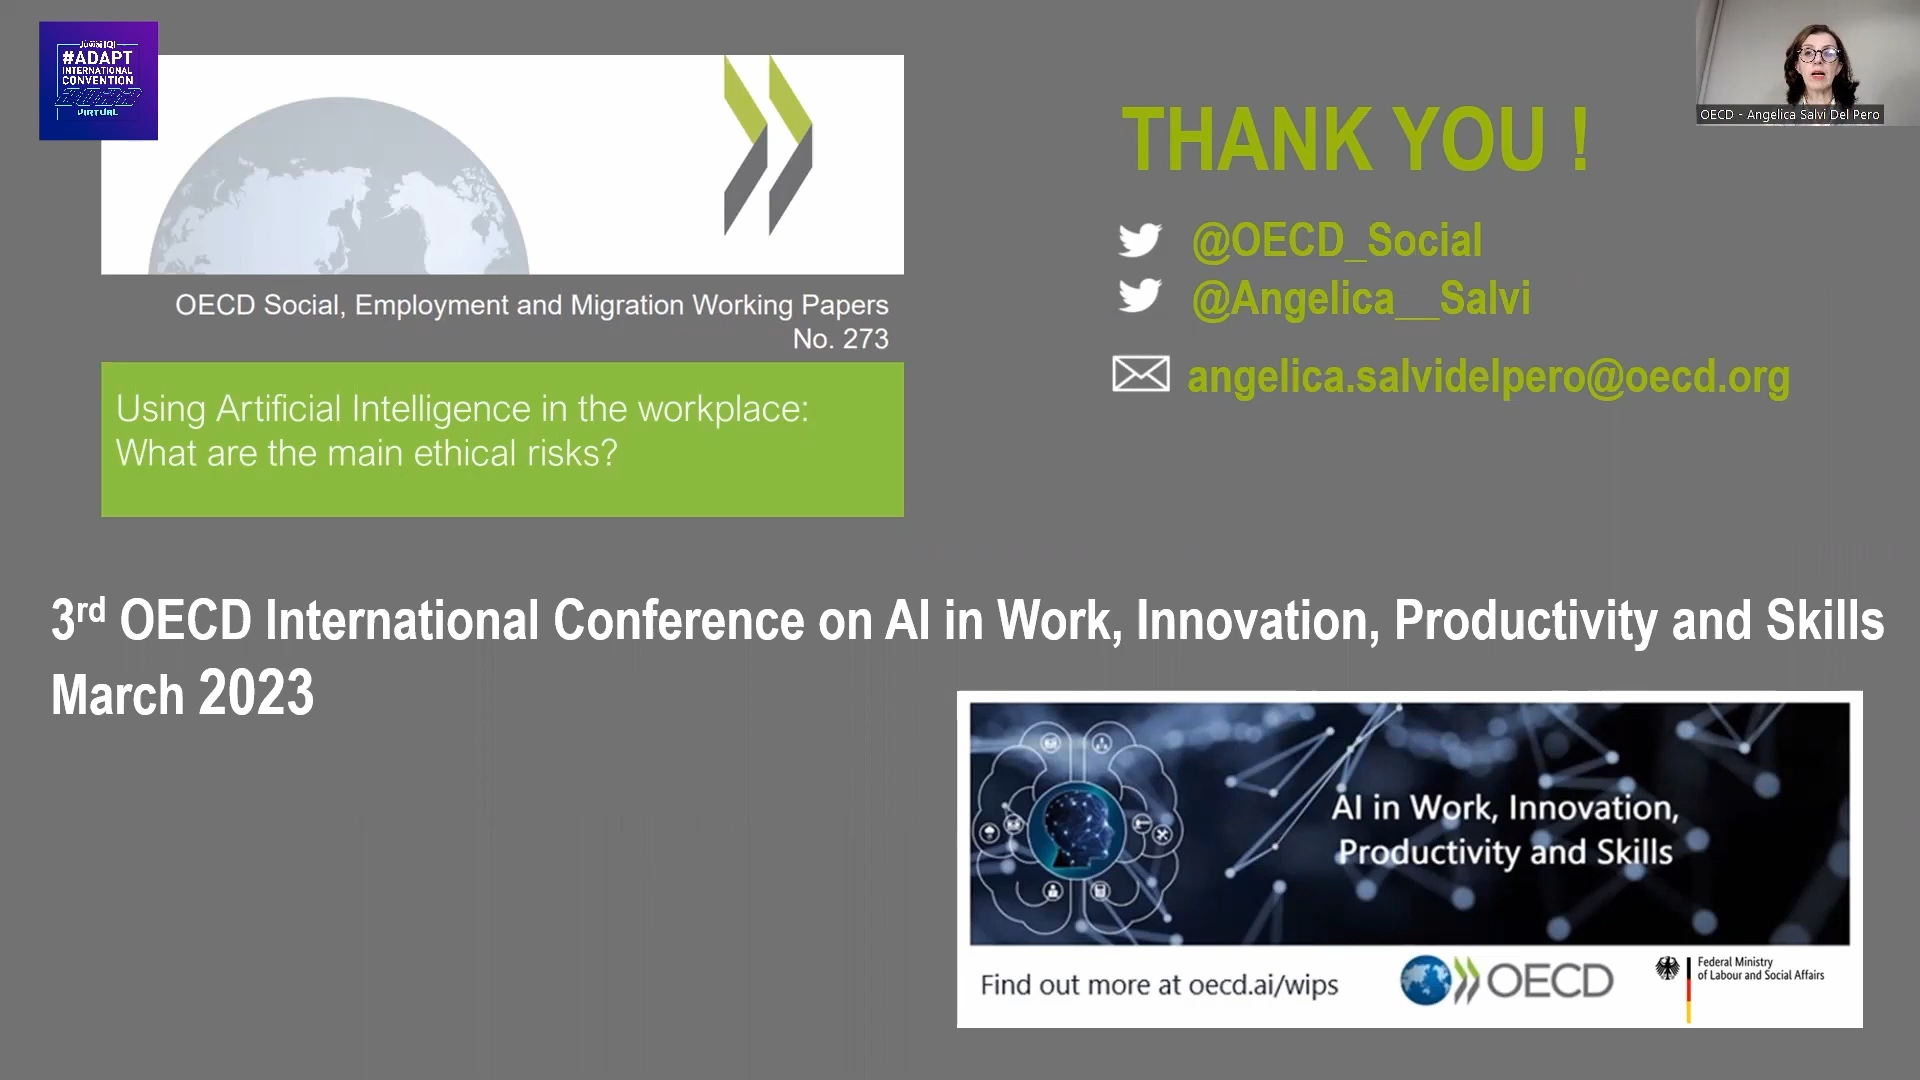 Juwai IQI
#ADAPT
INTERNATIONAL
CONVENTION
VIRTUAL
OECD Social, Employment and Migration Working Papers
No. 273
Using Artificial Intelligence in the workplace:
What are the main ethical risks?
THANK YOU !
@OECD_Social
@Angelica__Salvi
angelica.salvidelpero@oecd.org
OECD - Angelica Salvi Del Pero
3rd OECD International Conference on AI in Work, Innovation, Productivity and Skills
March 2023
AI in Work, Innovation,
Productivity and Skills
Find out more at oecd.ai/wips
OECD
Federal Ministry
of Labour and Social Affairs